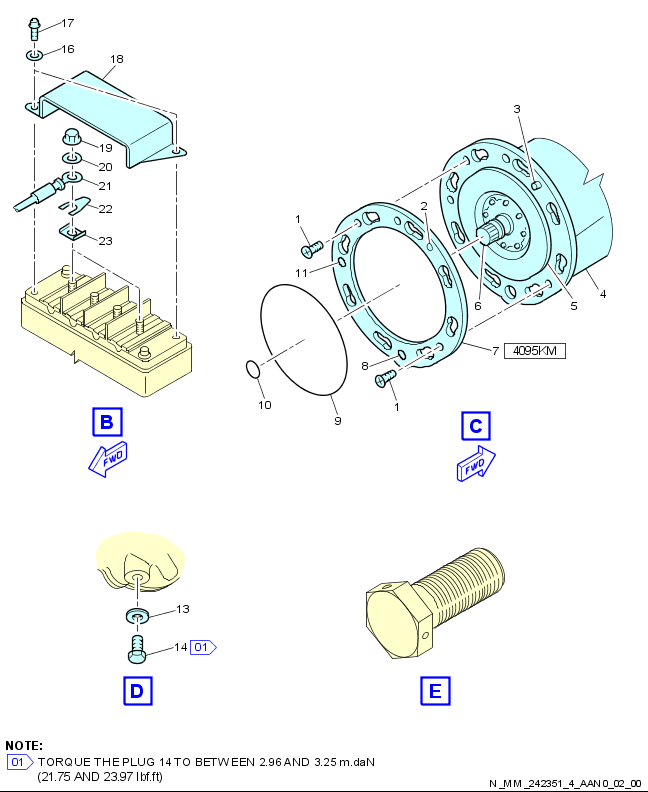 17
16
18
19
20
21
22
23
B
FWD
3
2
1
11
6
5
4
7
4095KM
8
1
10
9
C
FWD
13
14 01
D
E
NOTE:
01 TORQUE THE PLUG 14 TO BETWEEN 2.96 AND 3.25 m.daN
(21.75 AND 23.97 lbf.ft)
N_MM_242351_4_AAN0_02_00